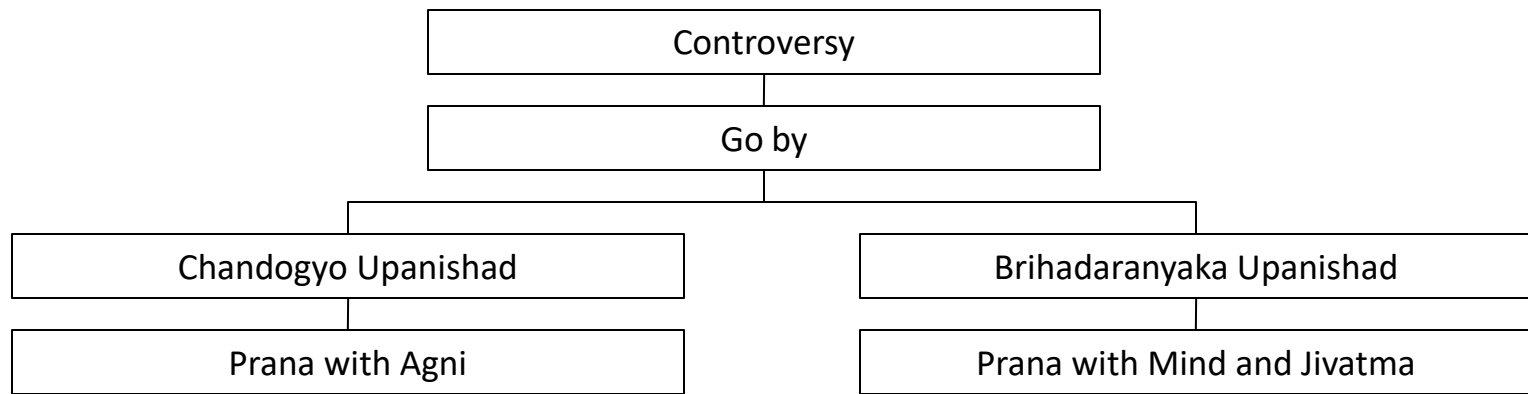 Controversy
Go by
Chandogyo Upanishad
Brihadaranyaka Upanishad
Prana with Agni
Prana with Mind and Jivatma